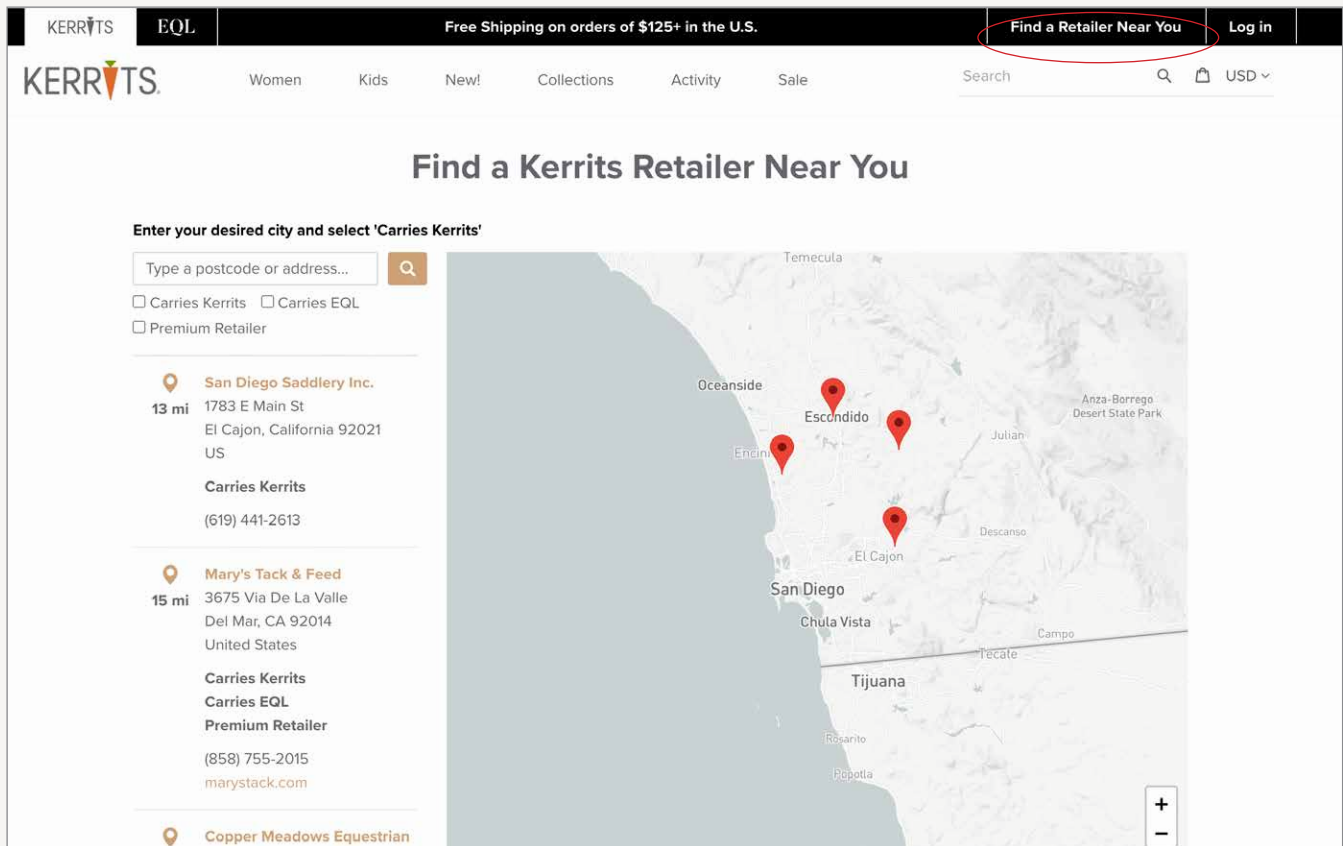 KERRITS
EQL
Free Shipping on orders of $125+ in the U.S.
Find a Retailer Near You
Log in
KERRITS.
Women
Kids
New!
Collections
Activity
Sale
Search
USD
Find a Kerrits Retailer Near You
Enter your desired city and select 'Carries Kerrits'
Type a postcode or address...
Carries Kerrits
Carries EQL
Premium Retailer
San Diego Saddlery Inc.
13 mi
1783 E Main St
El Cajon, California 92021
US
Carries Kerrits
(619) 441-2613
Mary's Tack & Feed
15 mi
3675 Via De La Valle
Del Mar, CA 92014
United States
Carries Kerrits
Carries EQL
Premium Retailer
(858) 755-2015
marystack.com
Copper Meadows Equestrian
Temecula
Oceanside
Escondido
Anza-Borrego
Desert State Park
Julian
Encini
Descanso
El Cajon
San Diego
Chula Vista
Campo
Tecate
Tijuana
Rosarito
Popotla
+
−